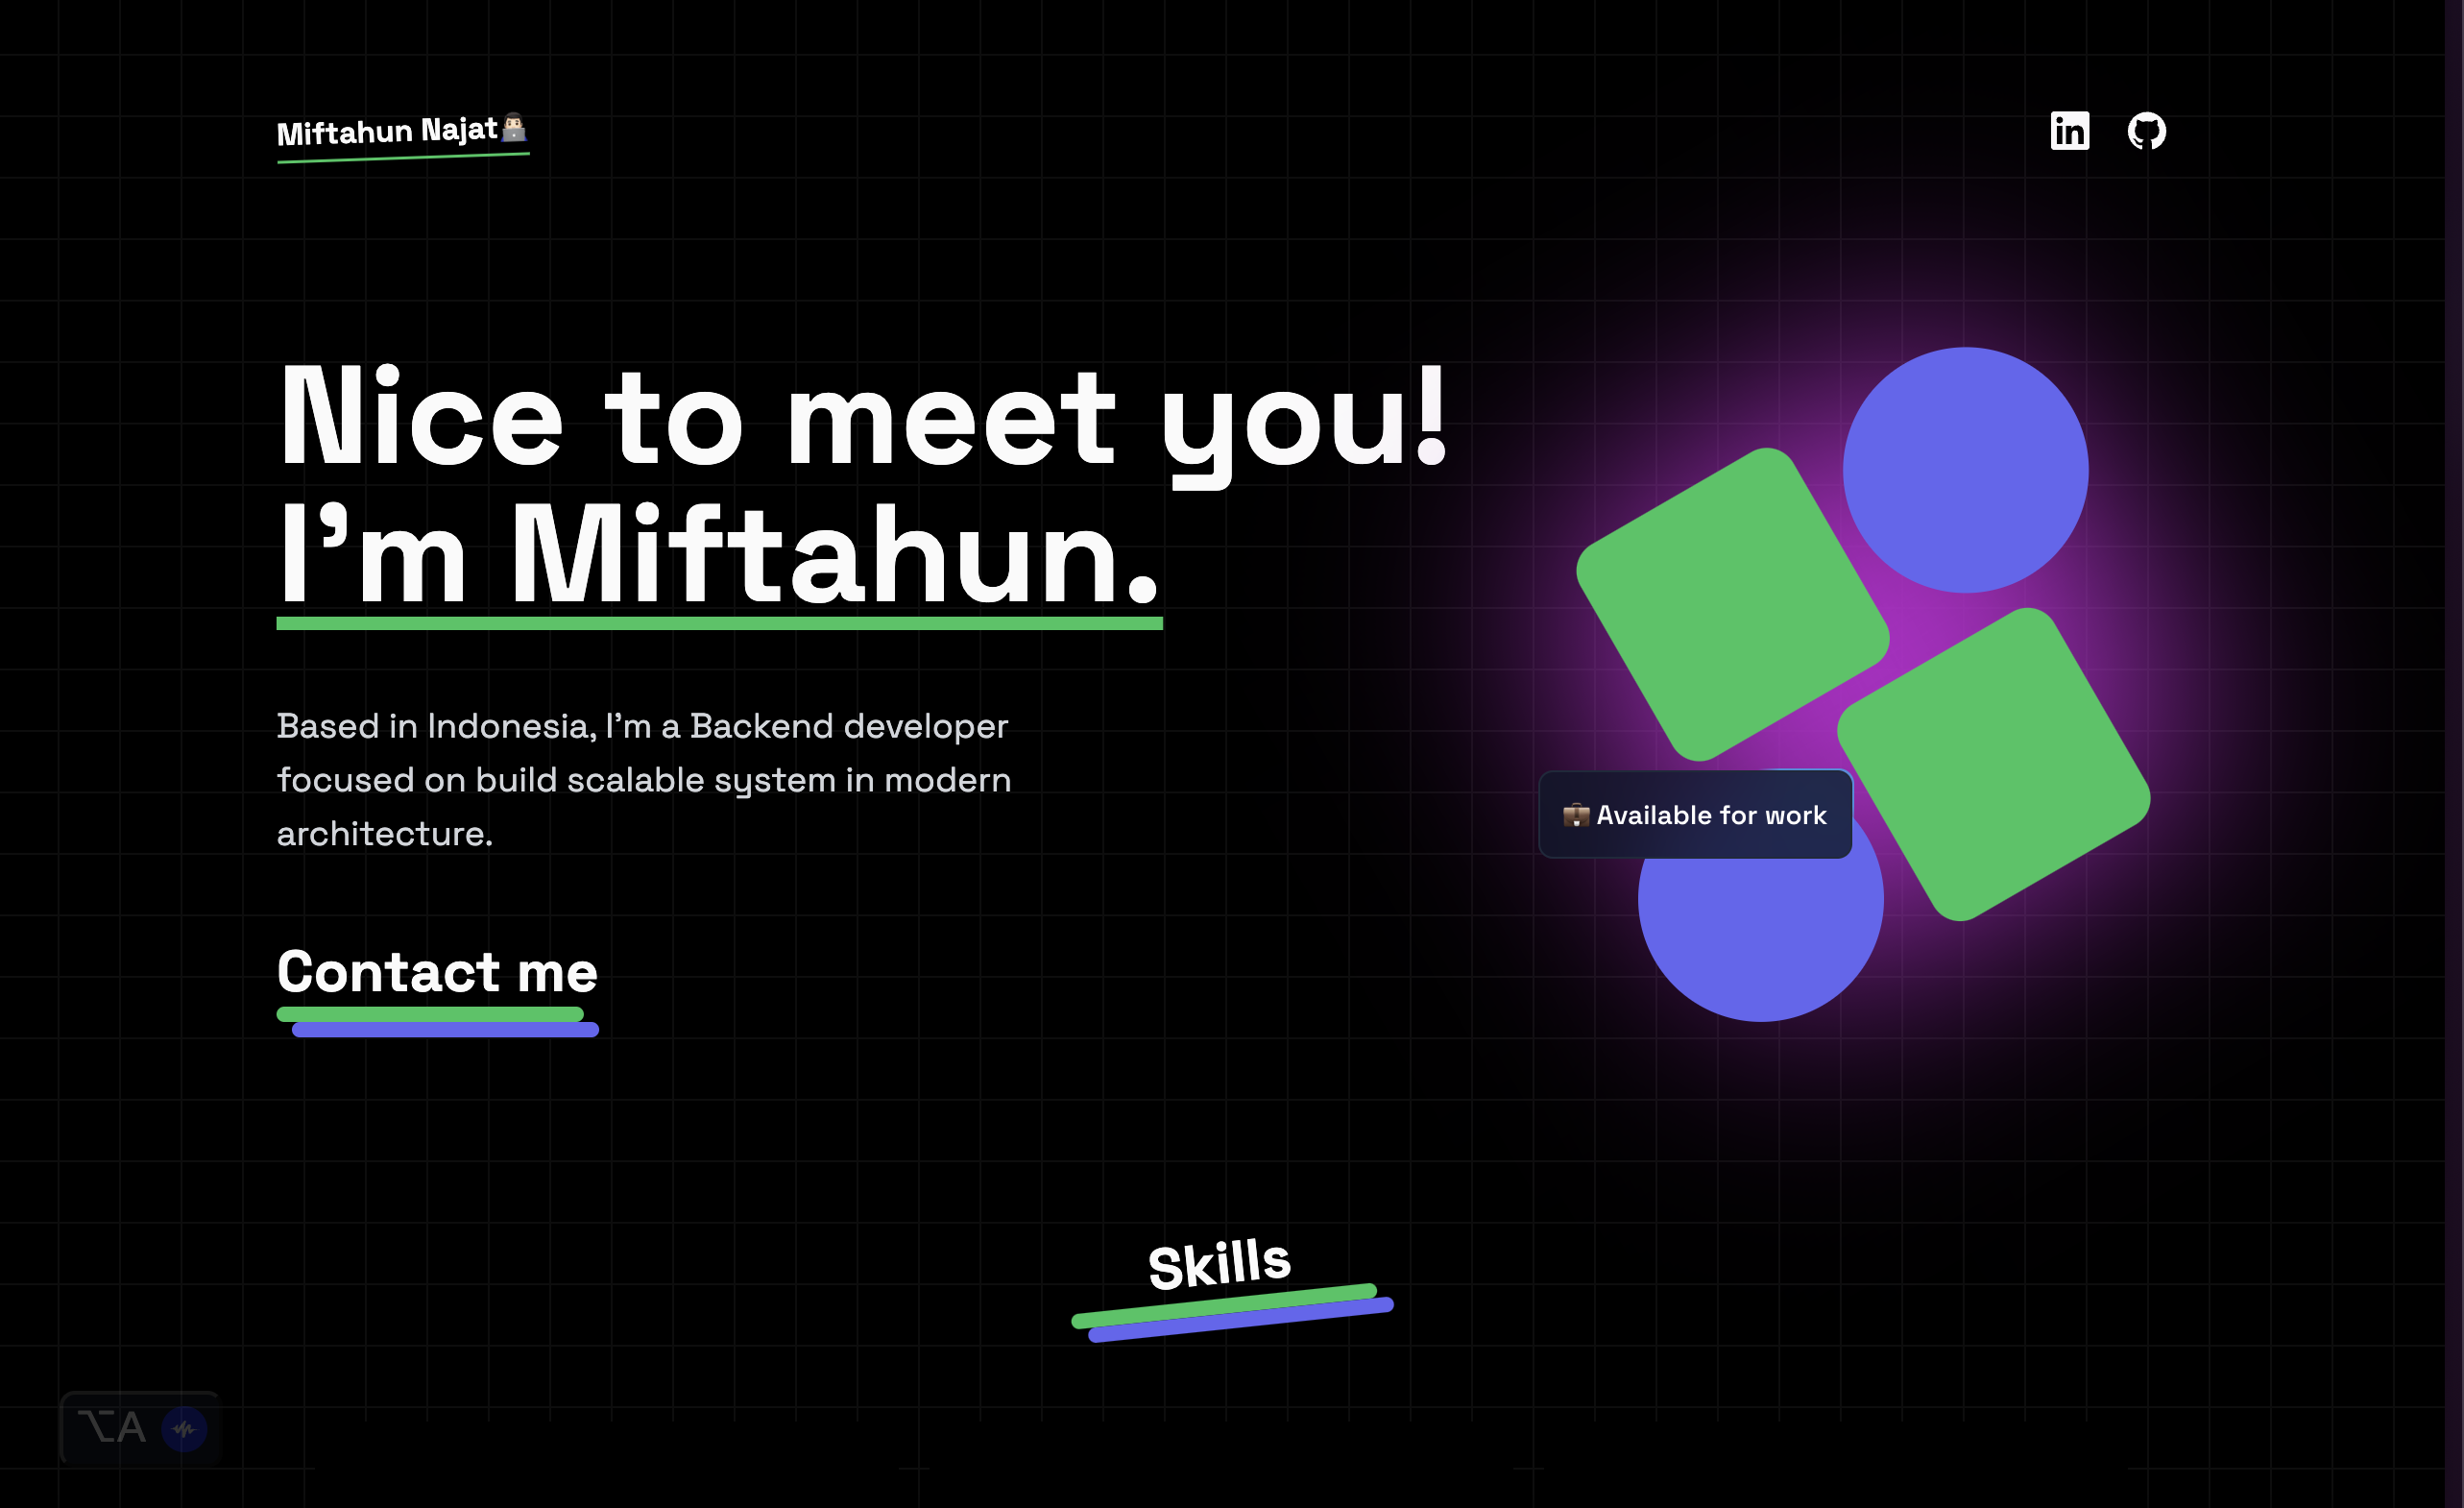 Miftahun Najat👨🏻‍💻
Nice to meet you!
I’m Miftahun.
Based in Indonesia, I’m a Backend developer
focused on build scalable system in modern
architecture.
💼 Available for work
Contact me
Skills
⌥A